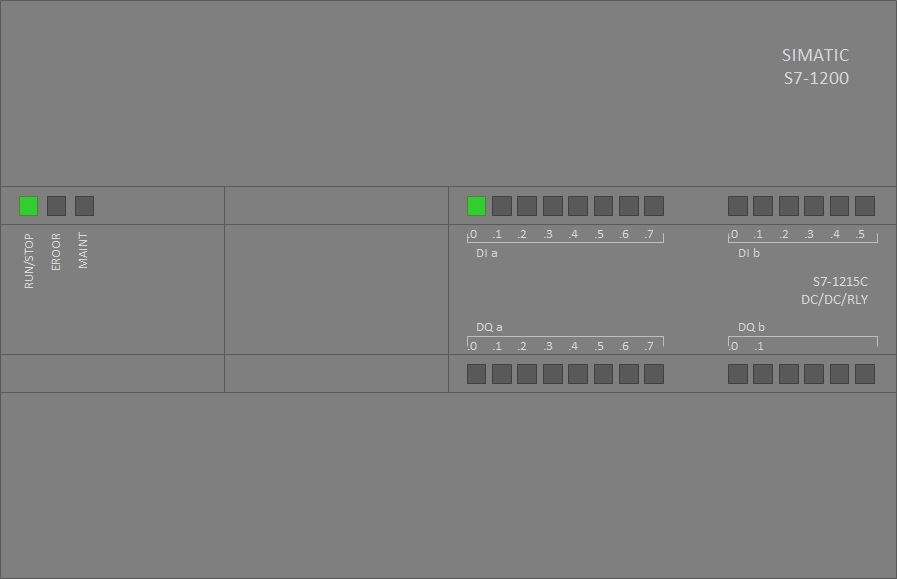 SIMATIC
S7-1200
RUN/STOP
EROOR
MAINT
.0 .1 .2 .3 .4 .5 .6 .7
DI a
.0 .1 .2 .3 .4 .5
DI b
S7-1215C
DC/DC/RLY
DQ a
.0 .1 .2 .3 .4 .5 .6 .7
DQ b
.0 .1